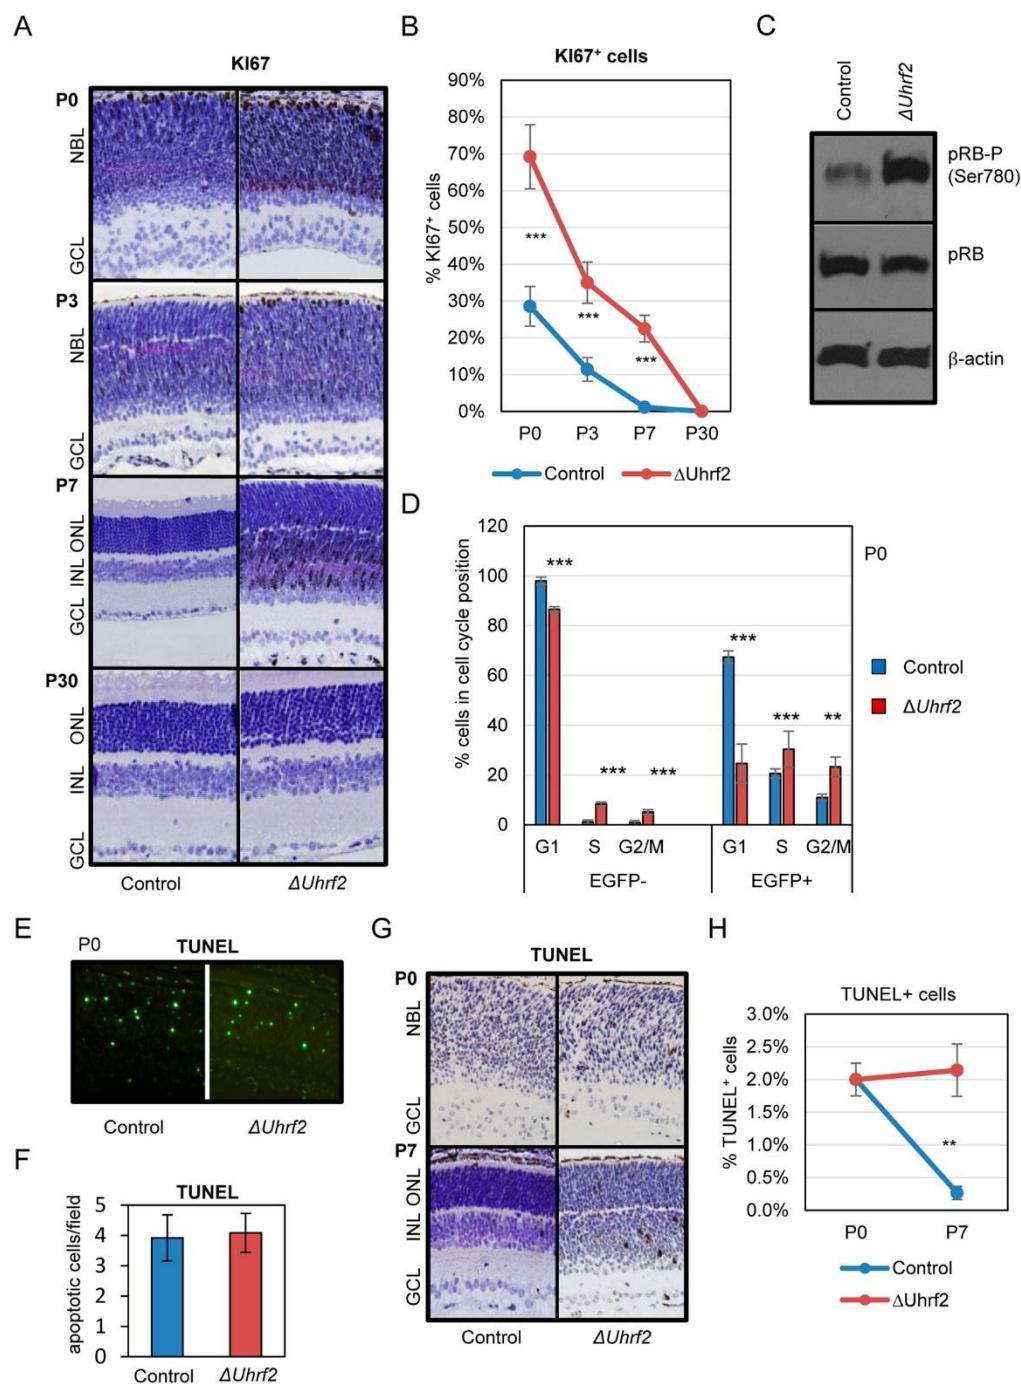 A
KI67
P0
NBL
GCL
P3
NBL
GCL
P7
ONL
INL
GCL
P30
ONL
INL
GCL
Control
ΔUhrf2
B
KI67⁺ cells
% KI67⁺ cells
90%
80%
70%
60%
50%
40%
30%
20%
10%
0%
***
***
***
P0 P3 P7 P30
Control ΔUhrf2
C
Control
ΔUhrf2
pRB-P
(Ser780)
pRB
β-actin
D
% cells in cell cycle position
120
100
80
60
40
20
0
***
***
***
***
***
**
G1 S G2/M G1 S G2/M
EGFP- EGFP+
P0
Control
ΔUhrf2
E
P0 TUNEL
Control ΔUhrf2
F
TUNEL
apoptotic cells/field
5
4
3
2
1
0
Control ΔUhrf2
G
TUNEL
P0
NBL
GCL
P7
ONL
INL
GCL
Control ΔUhrf2
H
TUNEL+ cells
% TUNEL⁺ cells
3.0%
2.5%
2.0%
1.5%
1.0%
0.5%
0.0%
**
P0 P7
Control
ΔUhrf2